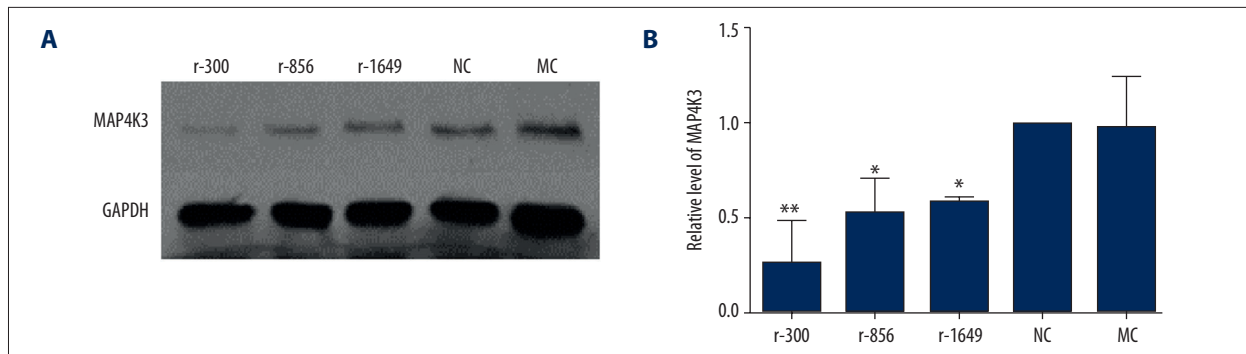 A
r-300 r-856 r-1649 NC MC
MAP4K3
GAPDH
B
Relative level of MAP4K3
1.5
1.0
0.5
0.0
**
*
*
r-300 r-856 r-1649 NC MC